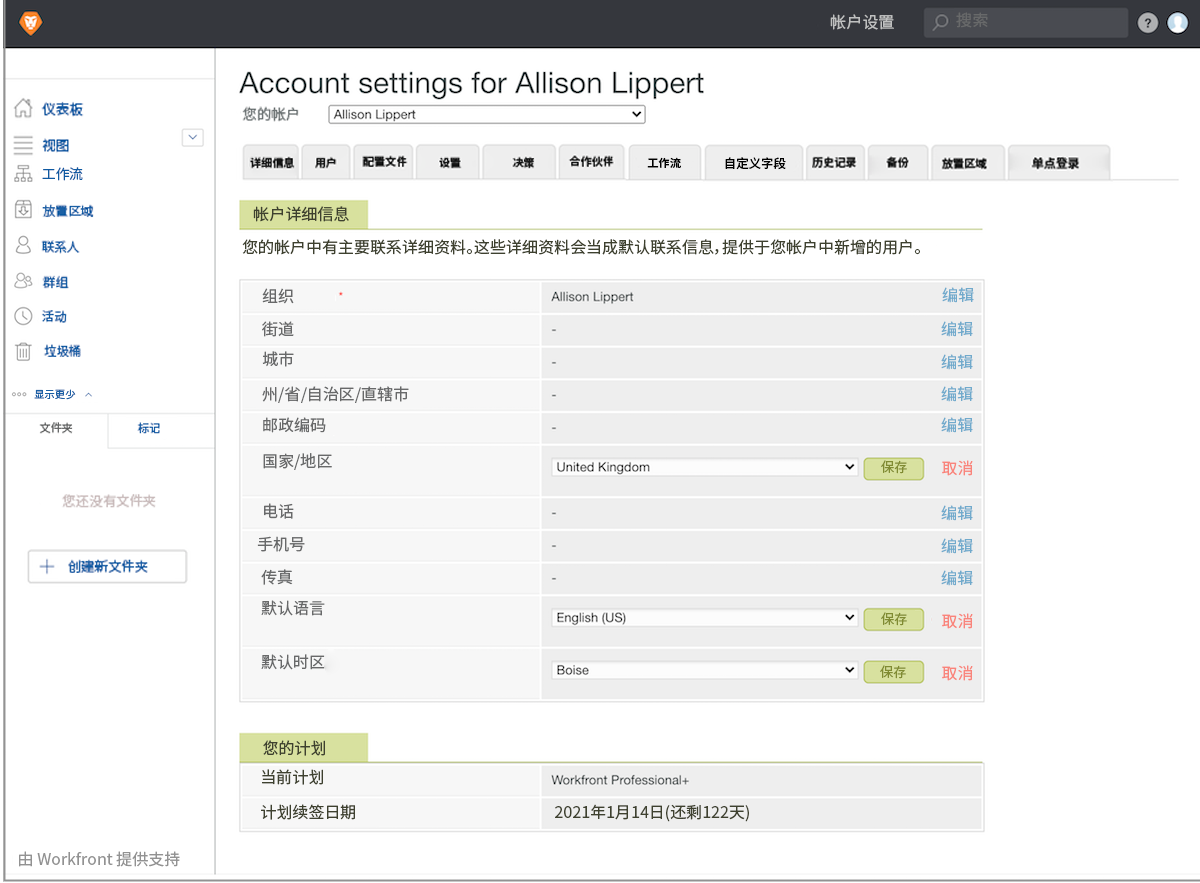 帐户设置
搜索
?
仪表板
视图
工作流
放置区域
联系人
群组
活动
垃圾桶
显示更少
文件夹 标记
您还没有文件夹
创建新文件夹
由 Workfront 提供支持
Account settings for Allison Lippert
您的帐户 Allison Lippert
详细信息 用户 配置文件 设置 决策 合作伙伴 工作流 自定义字段 历史记录 备份 放置区域 单点登录
帐户详细信息
您的帐户中有主要联系详细资料。这些详细资料会当成默认联系信息，提供于您帐户中新增的用户。
组织 * Allison Lippert 编辑
街道 - 编辑
城市 - 编辑
州/省/自治区/直辖市 - 编辑
邮政编码 - 编辑
国家/地区 United Kingdom 保存 取消
电话 - 编辑
手机号 - 编辑
传真 - 编辑
默认语言 English (US) 保存 取消
默认时区 Boise 保存 取消
您的计划
当前计划 Workfront Professional+
计划续签日期 2021年1月14日(还剩122天)